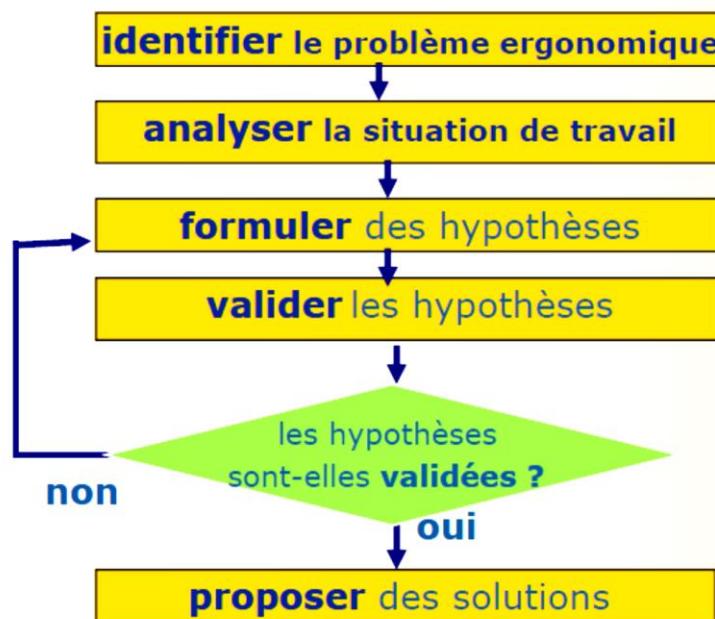 identifier le problème ergonomique
analyser la situation de travail
formuler des hypothèses
valider les hypothèses
les hypothèses
sont-elles validées ?
non
oui
proposer des solutions